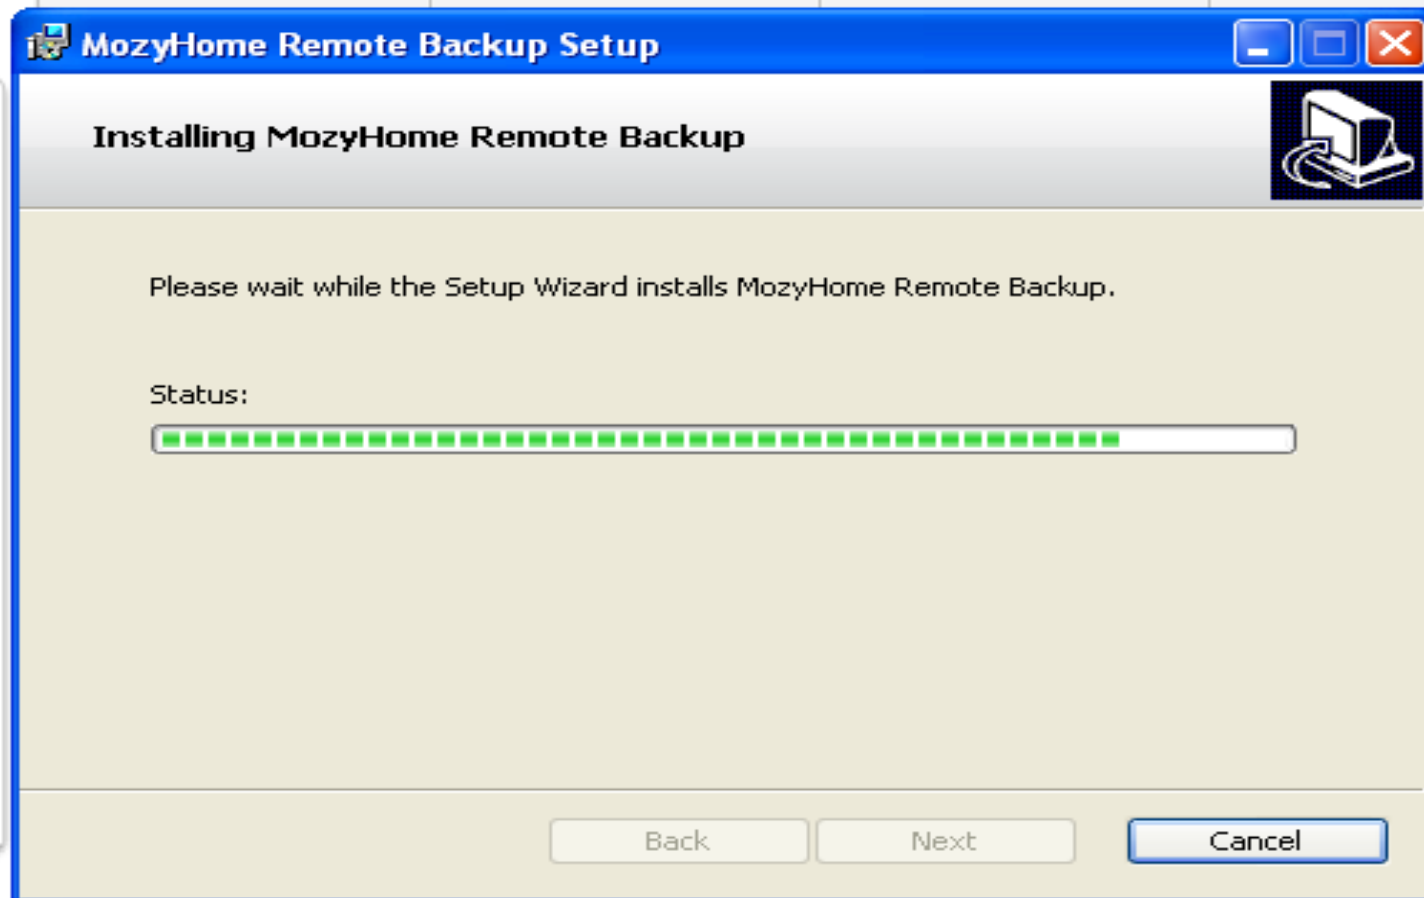 MozyHome Remote Backup Setup
Installing MozyHome Remote Backup
Please wait while the Setup Wizard installs MozyHome Remote Backup.
Status:
Back
Next
Cancel